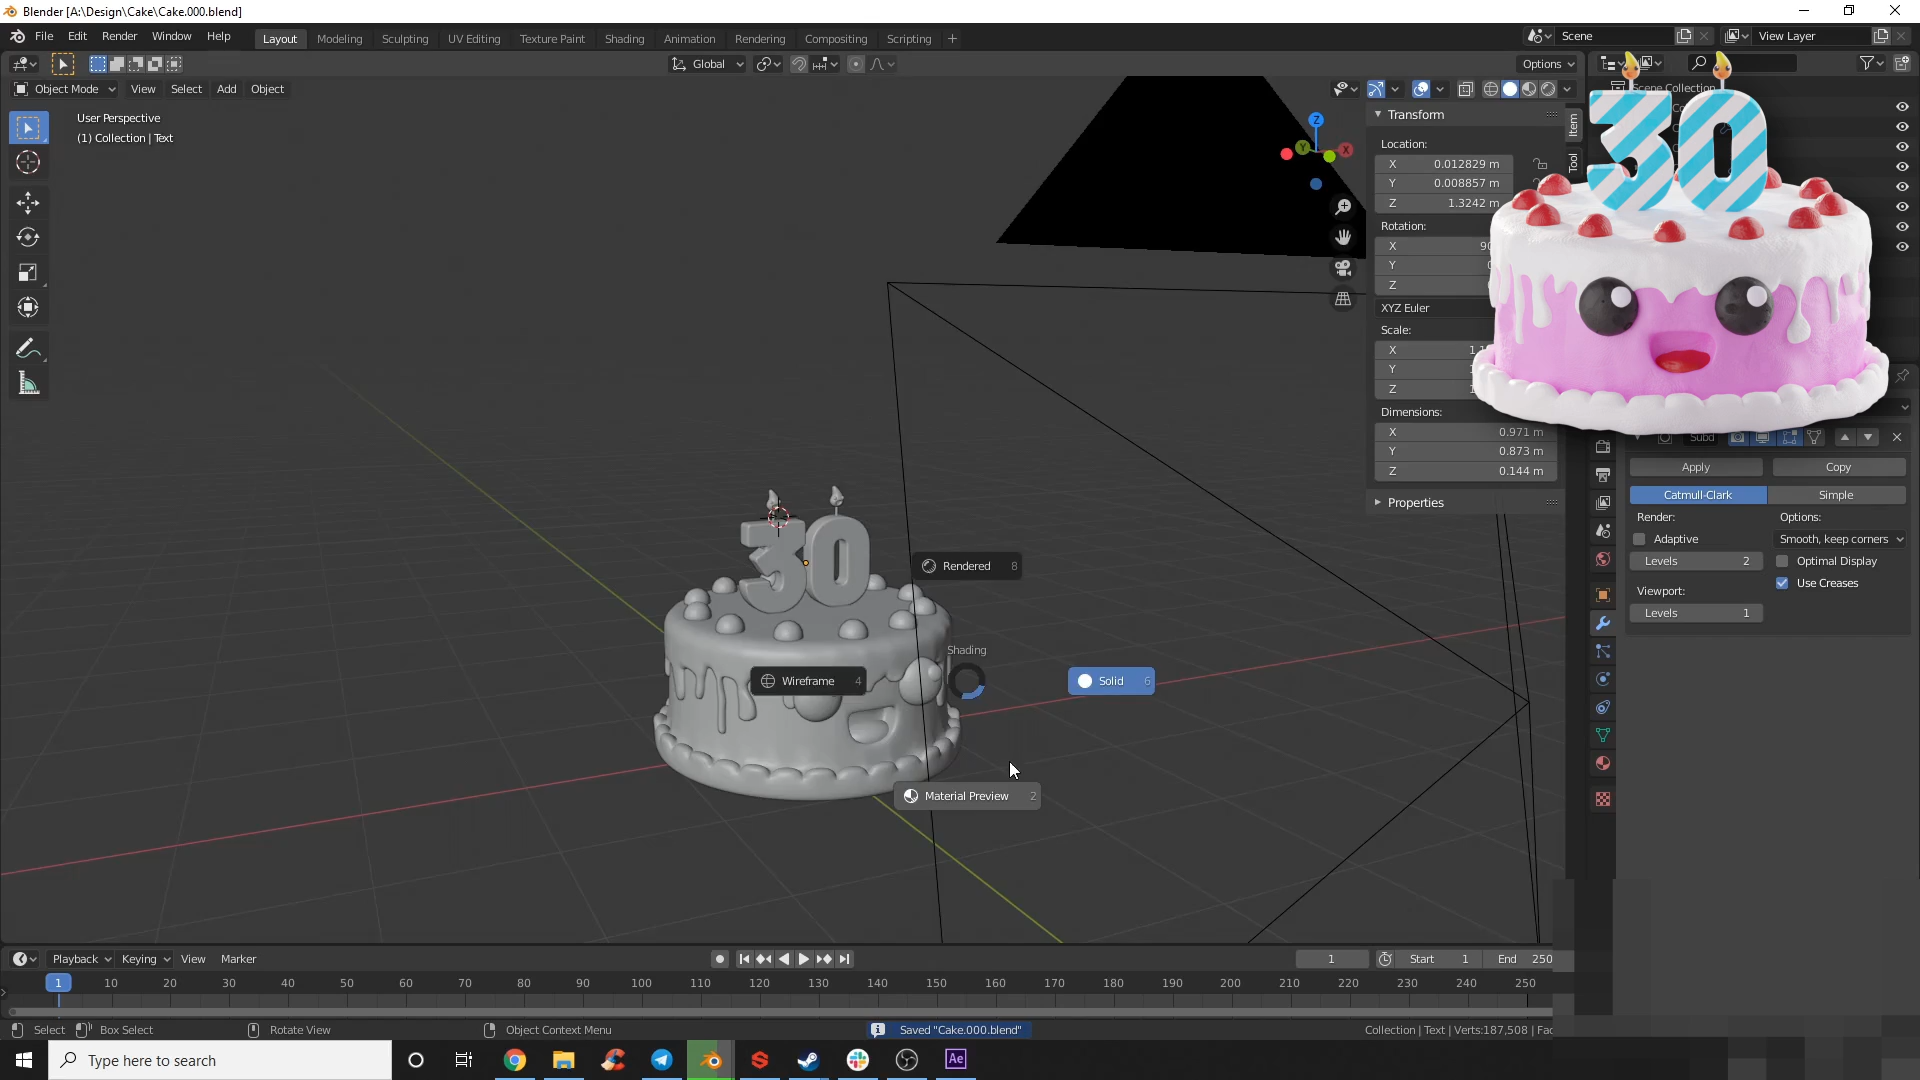 Blender [A:\Design\Cake\Cake.000.blend]
File Edit Render Window Help
Layout Modeling Sculpting UV Editing Texture Paint Shading Animation Rendering Compositing Scripting +
Scene
View Layer
Global
Options
Object Mode View Select Add Object
User Perspective
(1) Collection | Text
Z
Y
X
Transform
Item
Tool
Location:
X 0.012829 m
Y 0.008857 m
Z 1.3242 m
Rotation:
X
Y
Z
XYZ Euler
Scale:
X
Y
Z
Dimensions:
X 0.971 m
Y 0.873 m
Z 0.144 m
Properties
Scene Collection
30
Subd
Apply Copy
Catmull-Clark Simple
Render: Options:
Adaptive Smooth, keep corners
Levels 2 Optimal Display
Use Creases
Viewport:
Levels 1
30
Rendered 8
Shading
Wireframe 4
Solid 6
Material Preview 2
Playback Keying View Marker
1
Start 1
End 250
1 10 20 30 40 50 60 70 80 90 100 110 120 130 140 150 160 170 180 190 200 210 220 230 240 250
Select Box Select Rotate View Object Context Menu
Saved "Cake.000.blend"
Collection | Text | Verts:187,508 | Fac
Type here to search
Ae